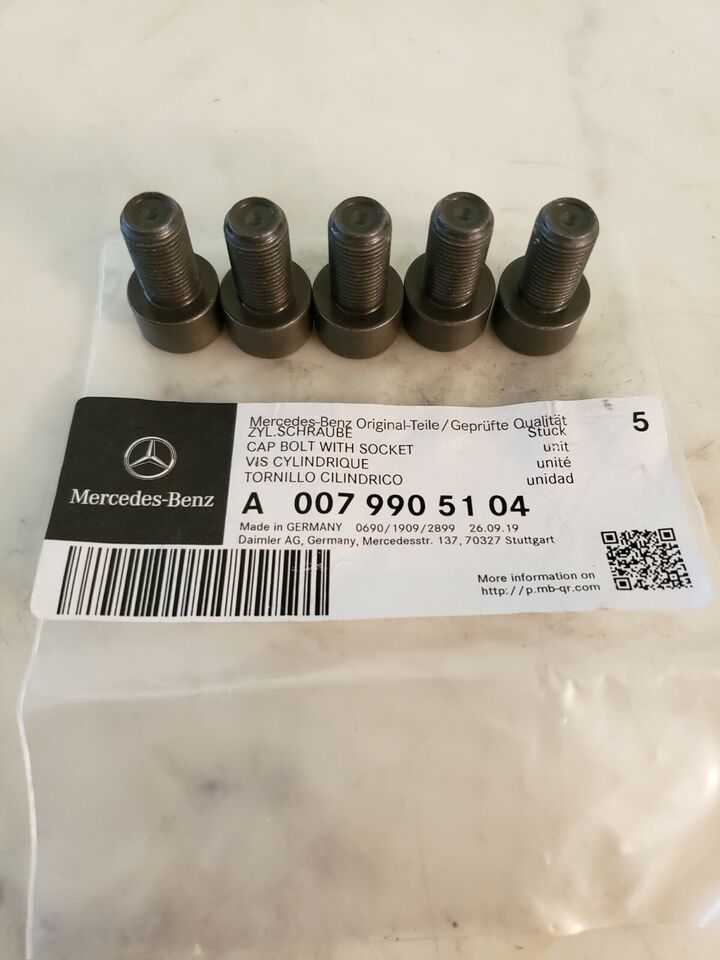 Mercedes-Benz
Mercedes-Benz Original-Teile/Geprüfte Qualität 5
ZYL.SCHRAUBE Stück
CAP BOLT WITH SOCKET unit
VIS CYLINDRIQUE unité
TORNILLO CILINDRICO unidad
A 007 990 51 04
Made in GERMANY 0690/1909/2899 26.09.19
Daimler AG, Germany, Mercedesstr. 137, 70327 Stuttgart
More information on
http://p.mb-qr.com